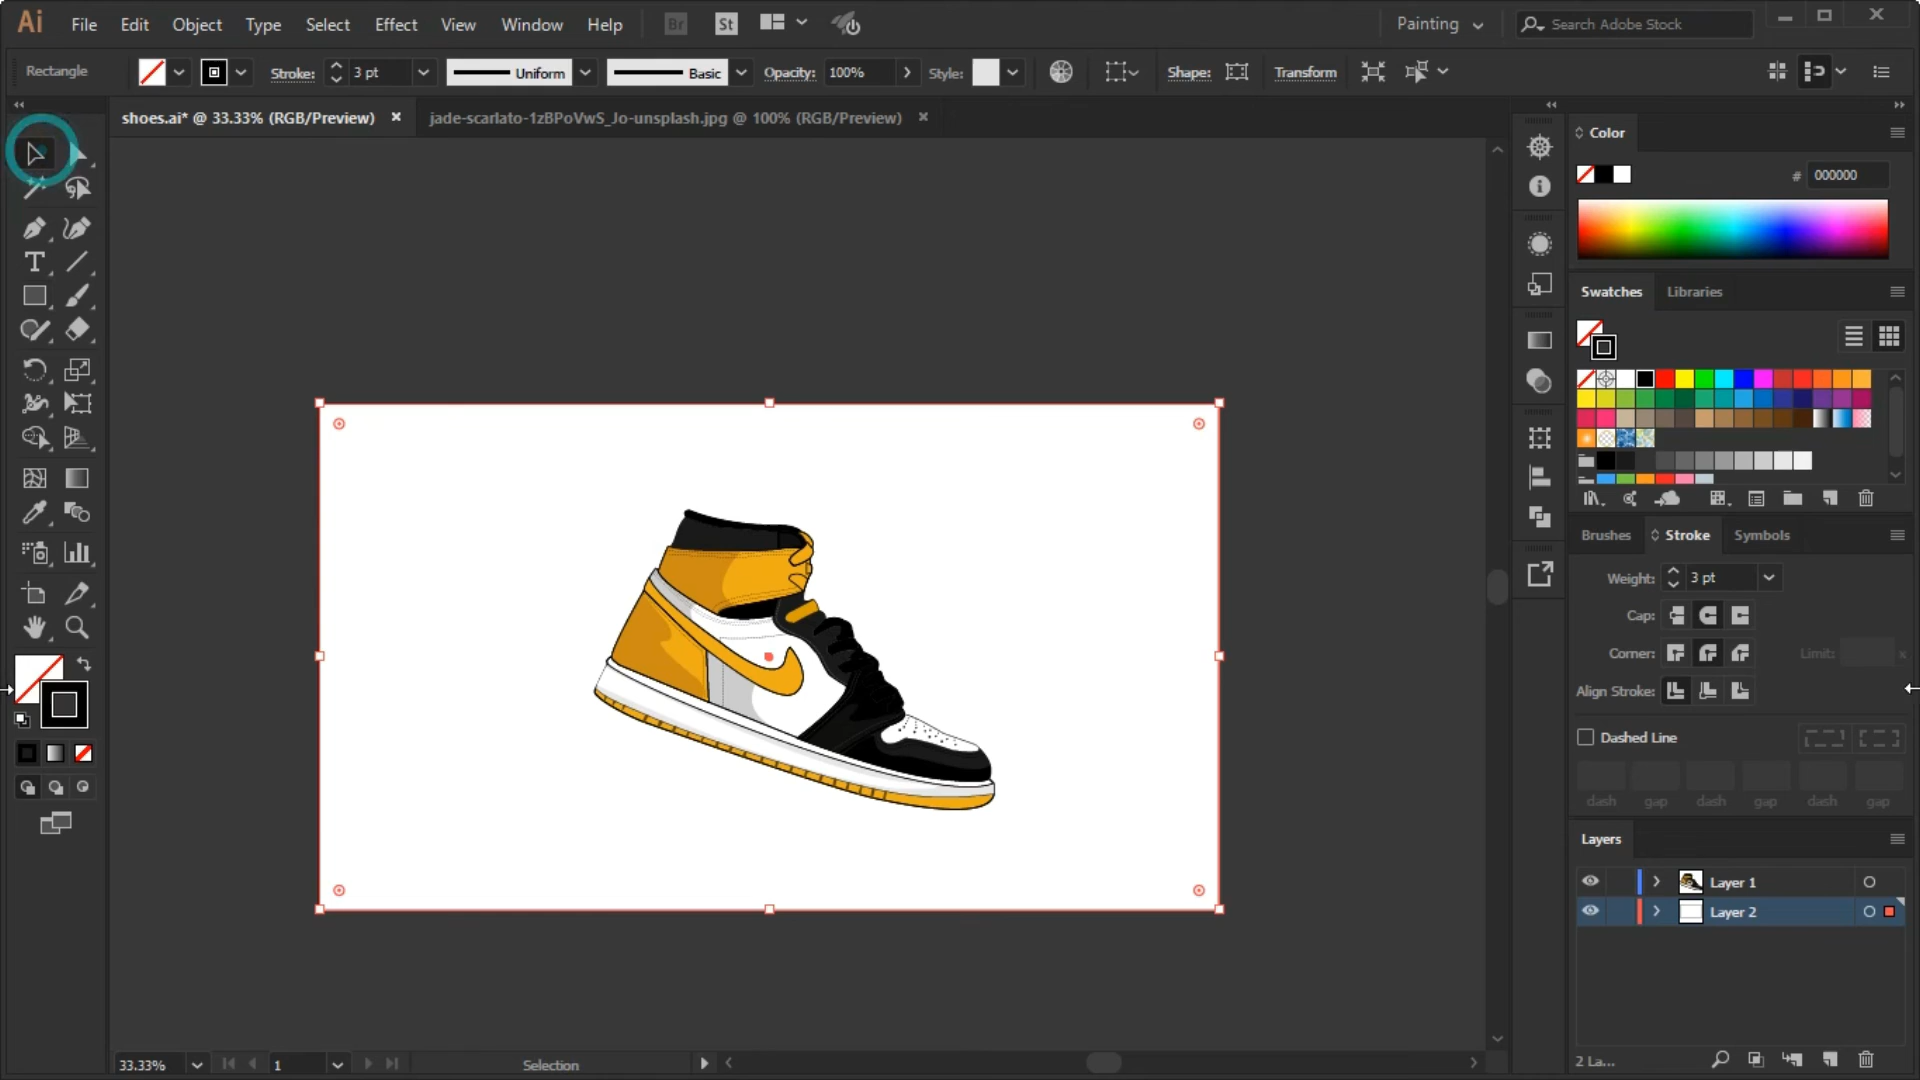 Ai File Edit Object Type Select Effect View Window Help Br St Painting Search Adobe Stock
Rectangle Stroke: 3 pt Uniform Basic Opacity: 100% Style: Shape: Transform
shoes.ai* @ 33.33% (RGB/Preview) × jade-scarlato-1zBPoVwS_Jo-unsplash.jpg @ 100% (RGB/Preview) ×
Color
# 000000
Swatches Libraries
Brushes Stroke Symbols
Weight: 3 pt
Cap:
Corner: Limit: x
Align Stroke:
Dashed Line
dash gap dash gap dash gap
Layers
Layer 1
Layer 2
33.33% 1 Selection 2 La...